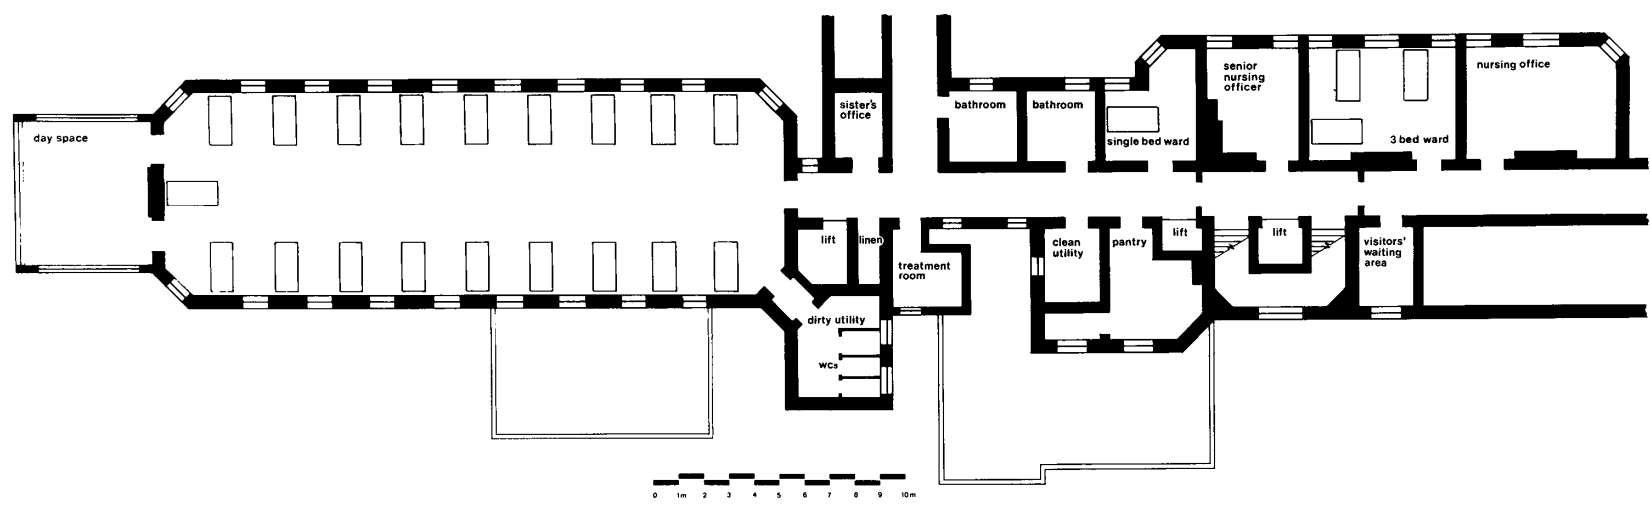 day space
sister's
office
bathroom
bathroom
single bed ward
senior
nursing
officer
3 bed ward
nursing office
lift
linen
treatment
room
clean
utility
pantry
lift
lift
visitors'
waiting
area
dirty utility
wcs
0 1m 2 3 4 5 6 7 8 9 10m